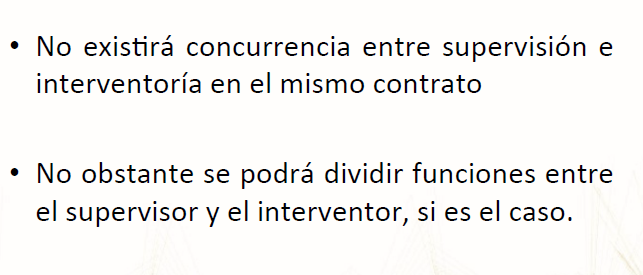 • No existirá concurrencia entre supervisión e
interventoría en el mismo contrato
• No obstante se podrá dividir funciones entre
el supervisor y el interventor, si es el caso.